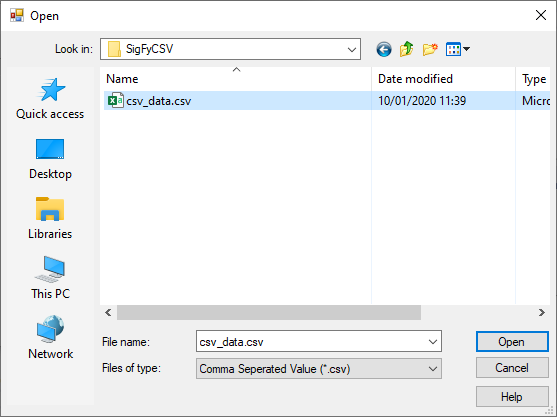 Open
Look in: SigFyCSV
Name Date modified Type
csv_data.csv 10/01/2020 11:39 Micro
Quick access
Desktop
Libraries
This PC
Network
File name: csv_data.csv Open
Files of type: Comma Seperated Value (*.csv) Cancel
Help